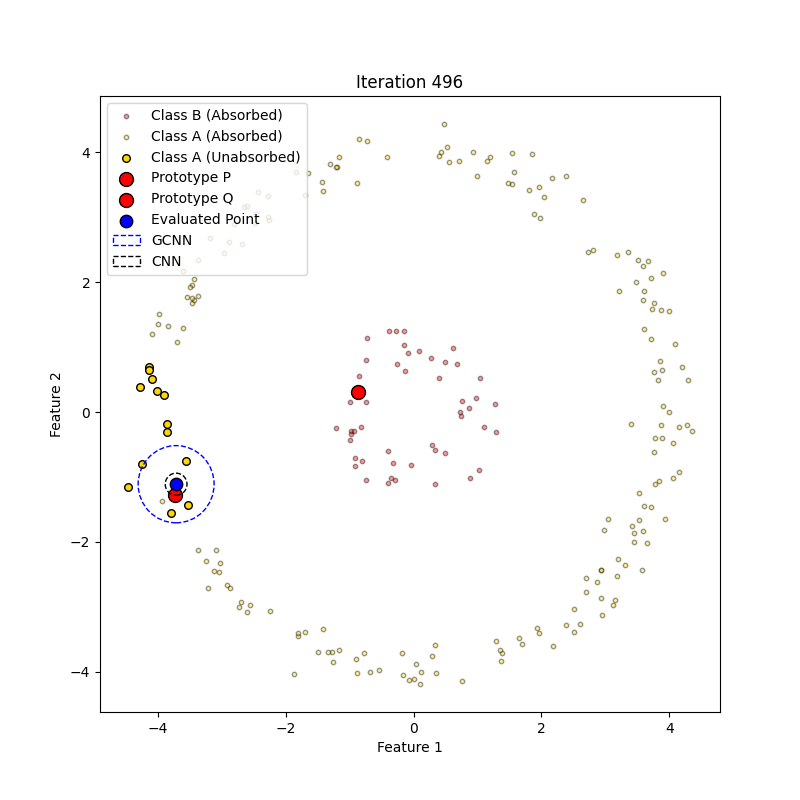 Iteration 496
Class B (Absorbed)
Class A (Absorbed)
Class A (Unabsorbed)
Prototype P
Prototype Q
Evaluated Point
GCNN
CNN
Feature 2
4
2
0
−2
−4
−4
−2
0
2
4
Feature 1